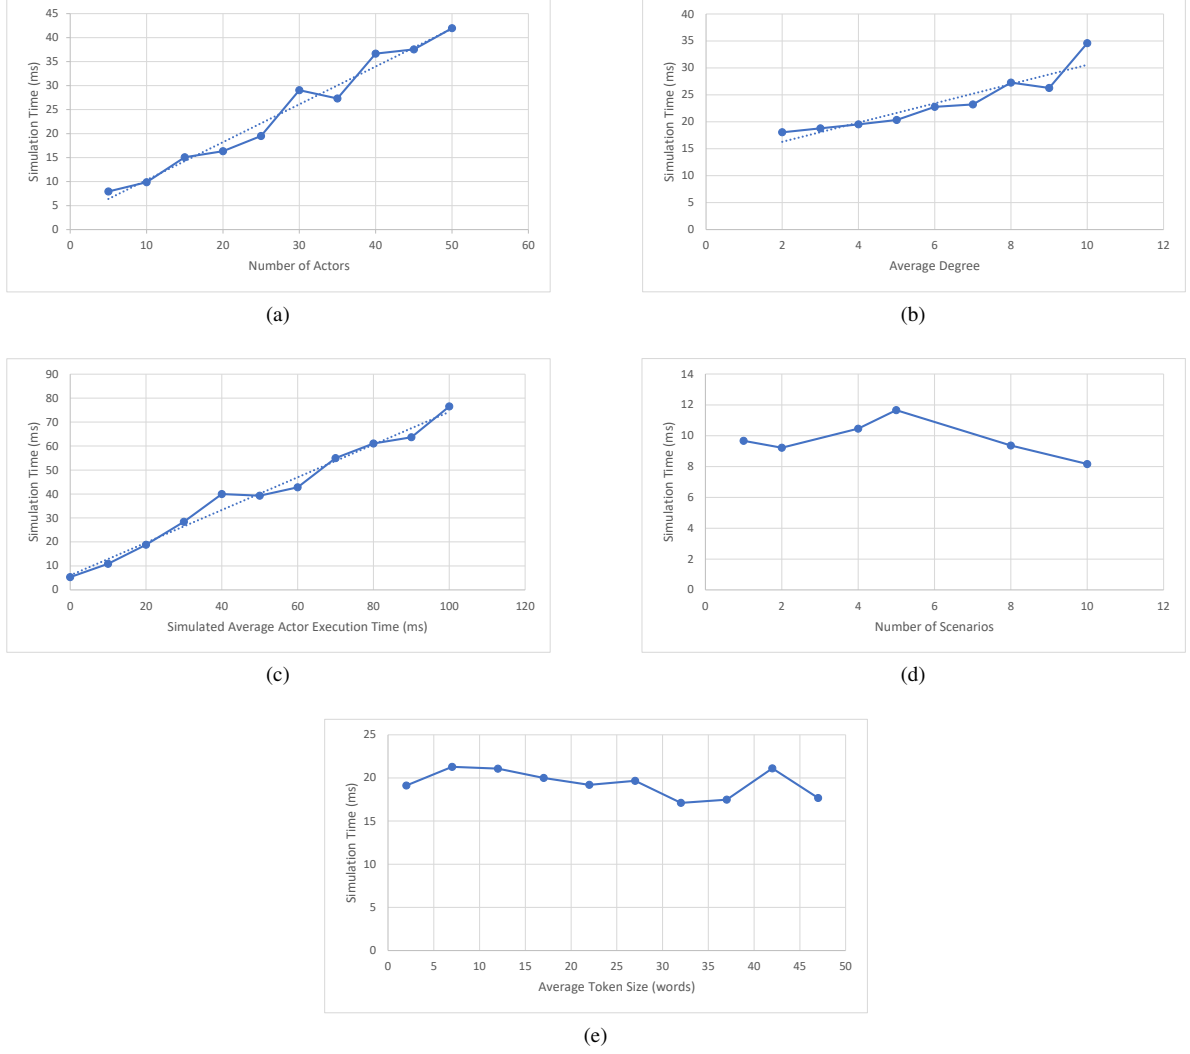 45
40
35
30
25
20
15
10
5
0
Simulation Time (ms)
0 10 20 30 40 50 60
Number of Actors
(a)
40
35
30
25
20
15
10
5
0
Simulation Time (ms)
0 2 4 6 8 10 12
Average Degree
(b)
90
80
70
60
50
40
30
20
10
0
Simulation Time (ms)
0 20 40 60 80 100 120
Simulated Average Actor Execution Time (ms)
(c)
14
12
10
8
6
4
2
0
Simulation Time (ms)
0 2 4 6 8 10 12
Number of Scenarios
(d)
25
20
15
10
5
0
Simulation Time (ms)
0 5 10 15 20 25 30 35 40 45 50
Average Token Size (words)
(e)